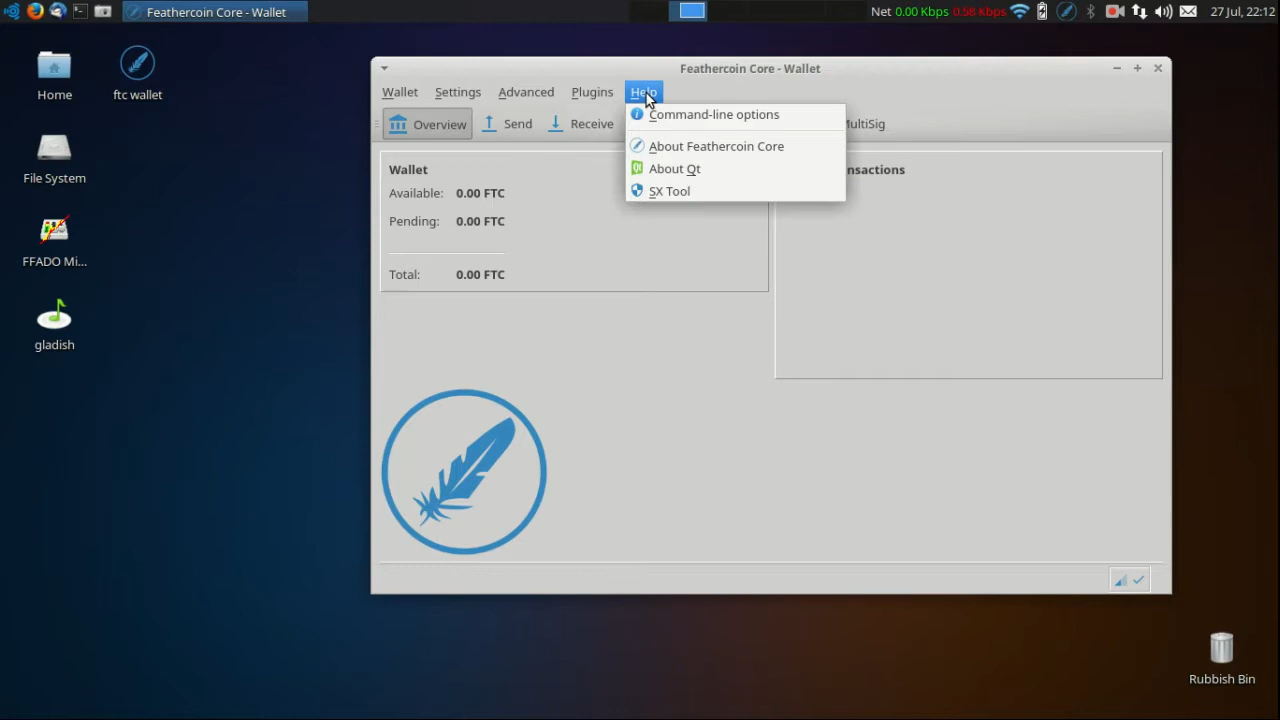 Feathercoin Core - Wallet
Net 0.00 Kbps 0.58 Kbps
27 Jul, 22:12
Home
ftc wallet
File System
FFADO Mi...
gladish
Feathercoin Core - Wallet
Wallet Settings Advanced Plugins Help
Overview Send Receive MultiSig
Command-line options
About Feathercoin Core
About Qt
SX Tool
Wallet
Available: 0.00 FTC
Pending: 0.00 FTC
Total: 0.00 FTC
nsactions
Rubbish Bin